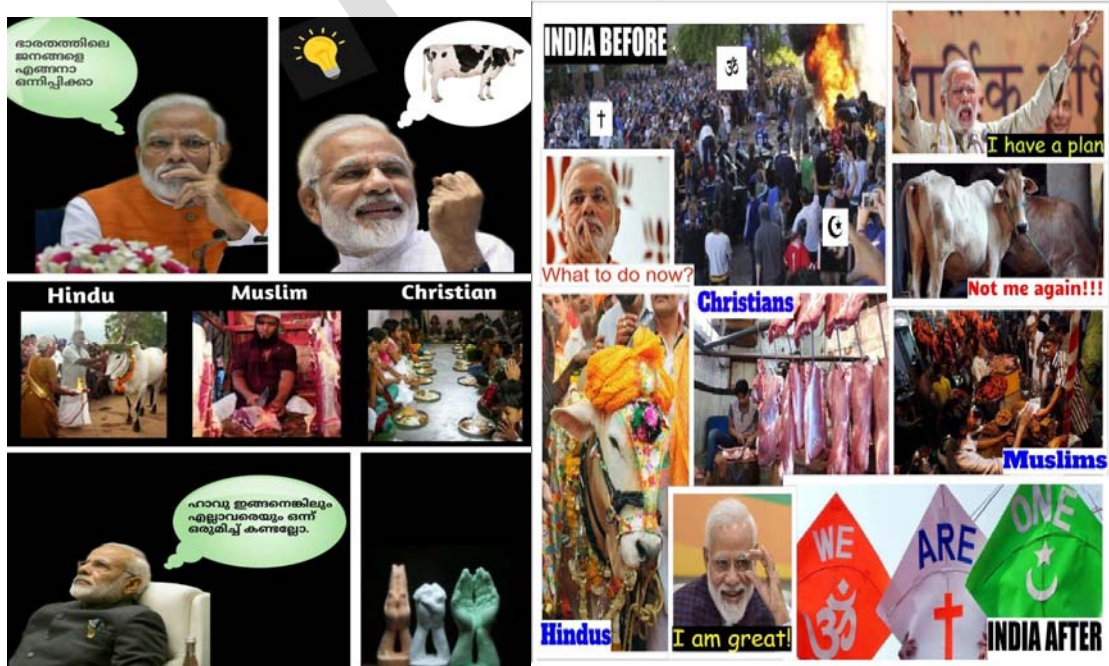 ഭാരതത്തിലെ
ജനങ്ങളെ
എങ്ങനാ
ഒന്നിപ്പിക്കാ
Hindu
Muslim
Christian
ഹാവു ഇങ്ങനെങ്കിലും
എല്ലാവരെയും ഒന്ന്
ഒരുമിച്ച് കണ്ടല്ലോ.
INDIA BEFORE
ॐ
What to do now?
I have a plan
Not me again!!!
Hindus
Christians
Muslims
I am great!
WE
ARE
ONE
ॐ
INDIA AFTER